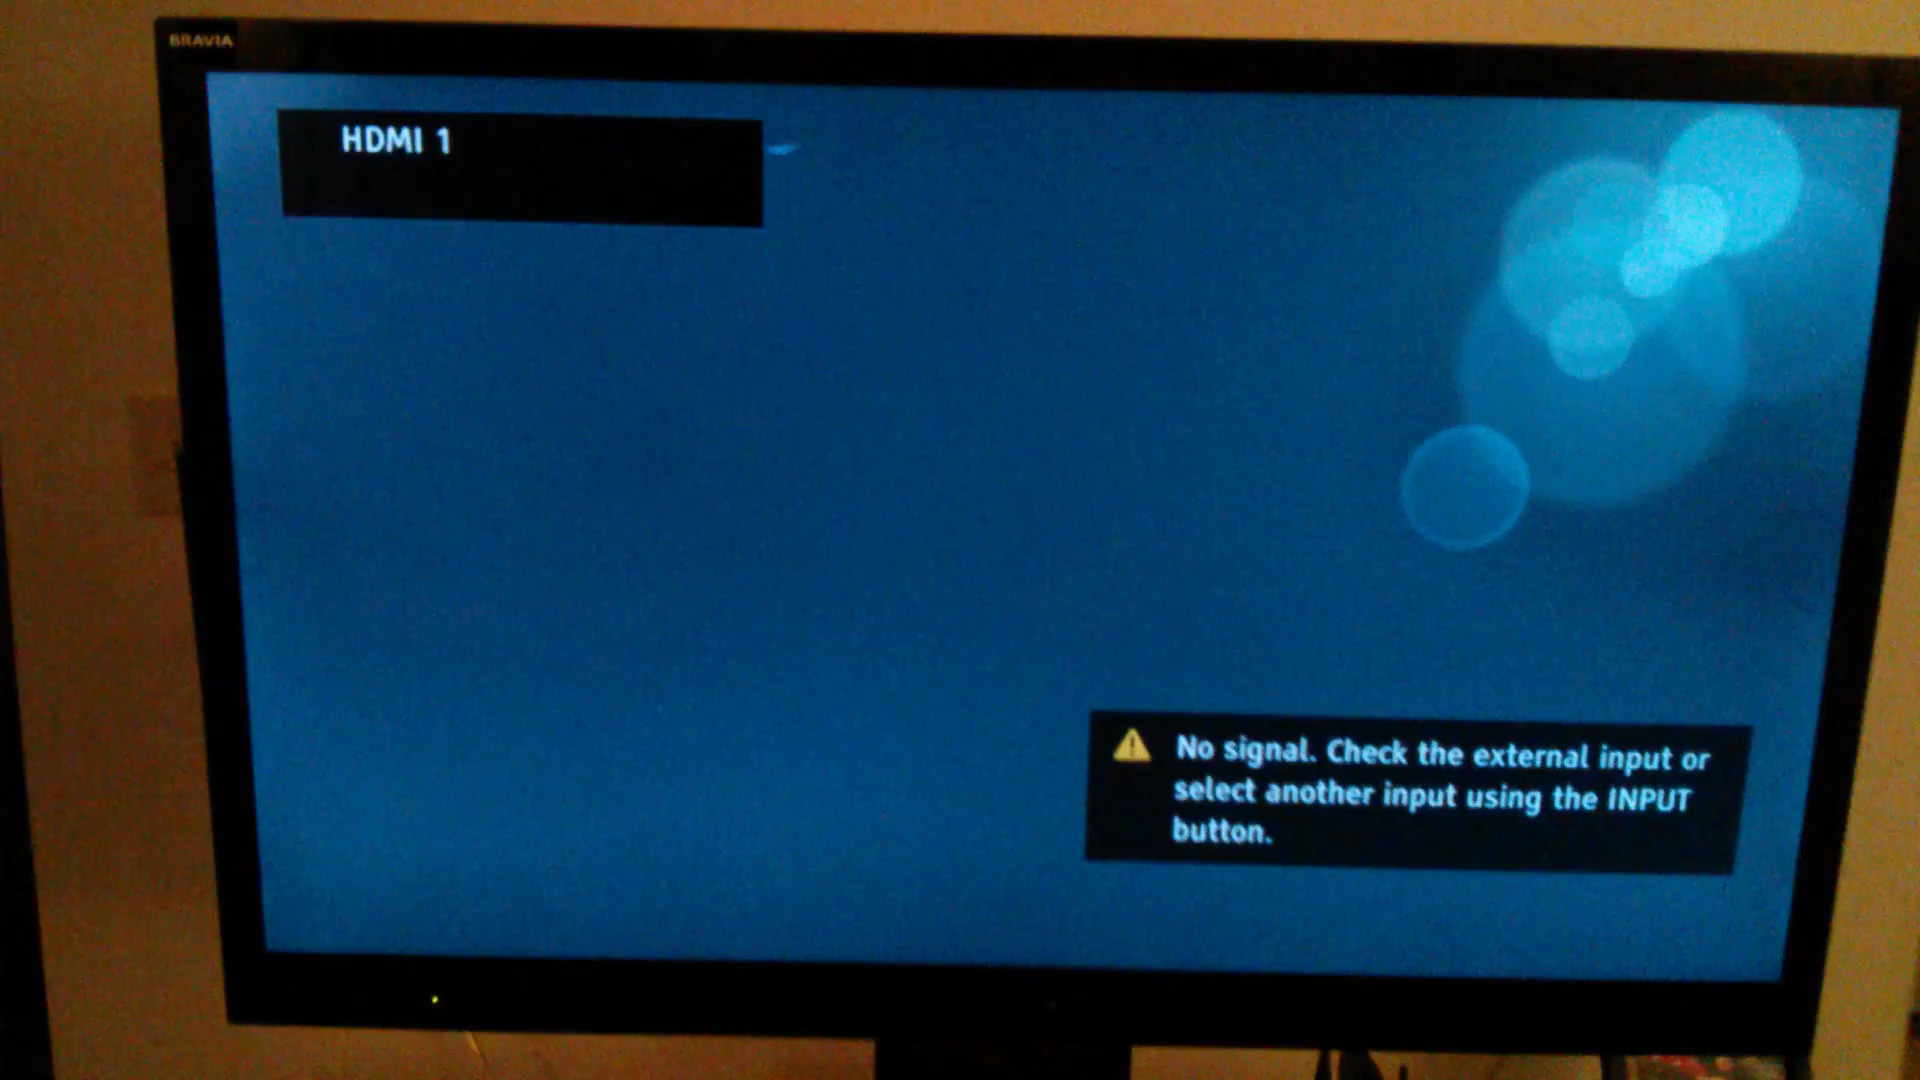 BRAVIA
HDMI 1
No signal. Check the external input or
select another input using the INPUT
button.